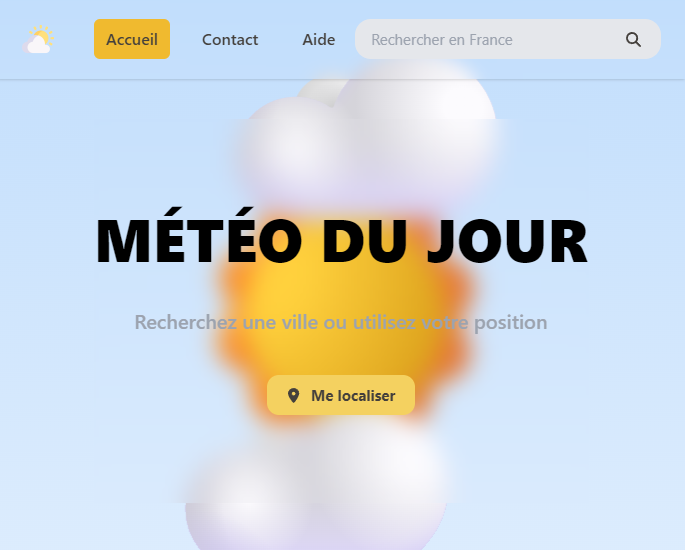 Accueil Contact Aide Rechercher en France
MÉTÉO DU JOUR
Recherchez une ville ou utilisez votre position
Me localiser